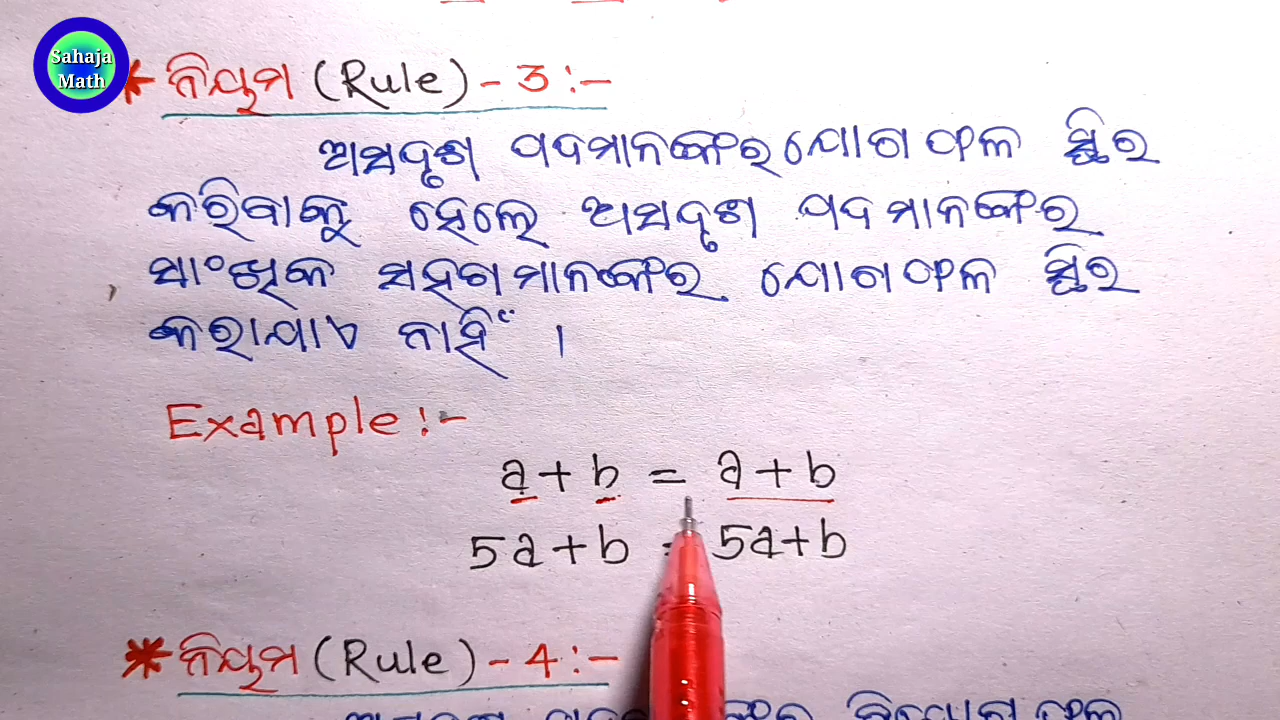 Sahaja
Math
* ନିୟମ (Rule) - 3 :-
ଅସଦୃଶ ପଦମାନଙ୍କର ଯୋଗଫଳ ସ୍ଥିର
କରିବାକୁ ହେଲେ ଅସଦୃଶ ପଦମାନଙ୍କର
ସାଂଖିକ ସହଗମାନଙ୍କର ଯୋଗଫଳ ସ୍ଥିର
କରାଯାଏ ନାହିଁ ।
Example :-
a + b = a + b
5a + b = 5a + b
* ନିୟମ (Rule) - 4 :-